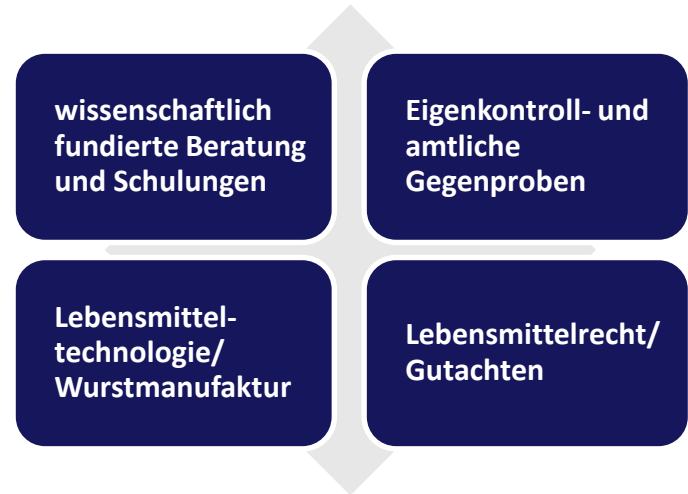 wissenschaftlich
fundierte Beratung
und Schulungen
Eigenkontroll- und
amtliche
Gegenproben
Lebensmittel-
technologie/
Wurstmanufaktur
Lebensmittelrecht/
Gutachten